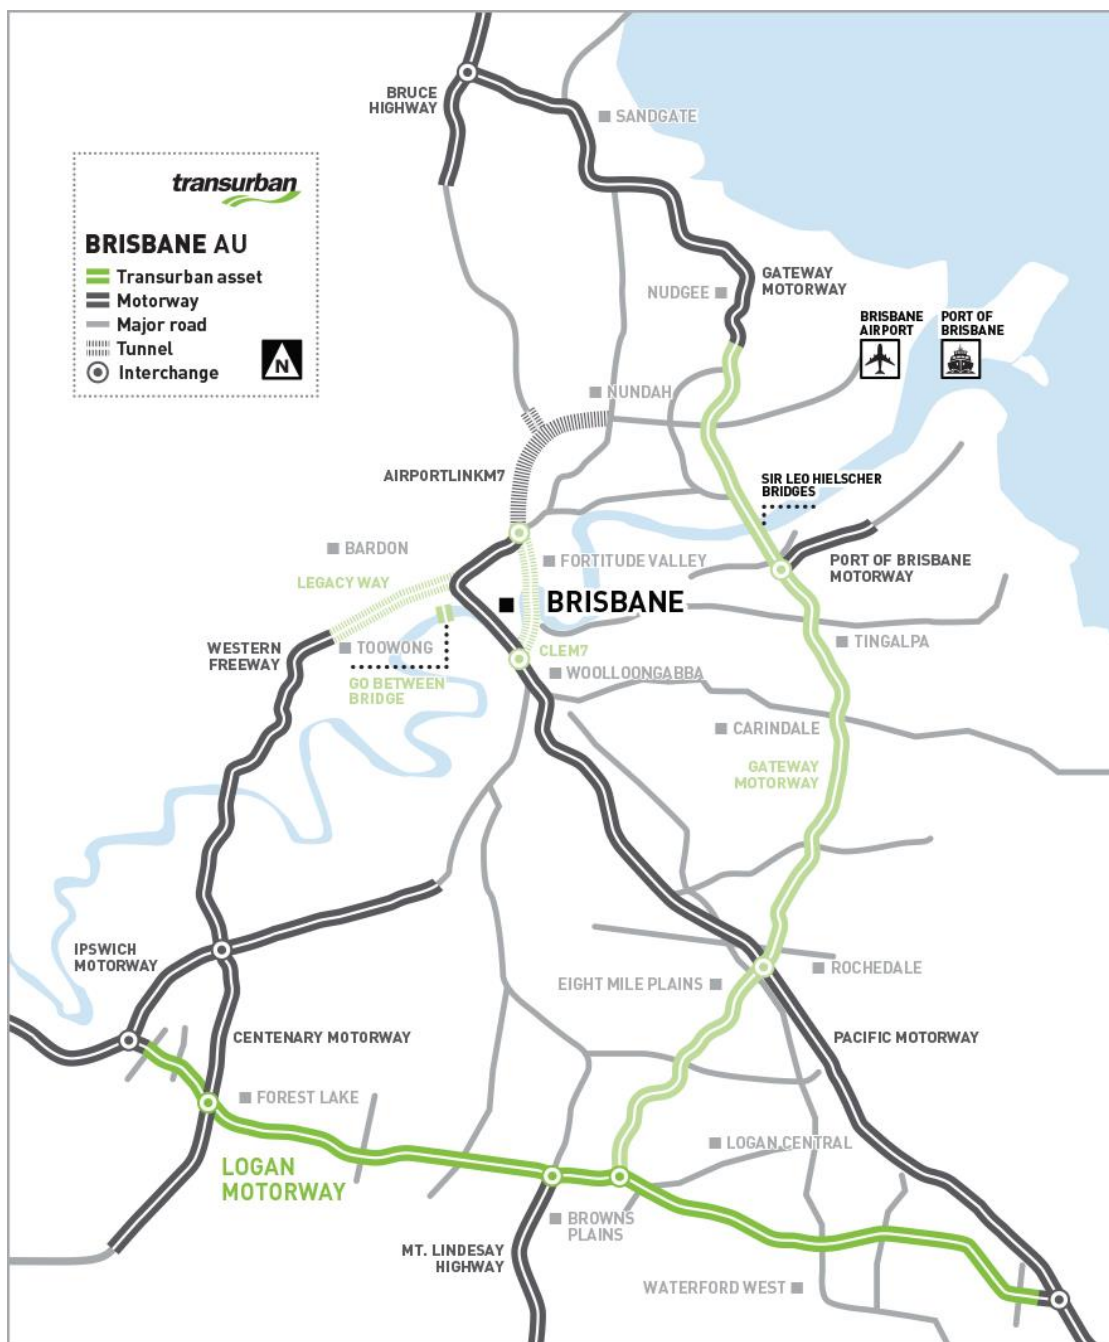 BRUCE
HIGHWAY
SANDGATE
transurban
BRISBANE AU
Transurban asset
Motorway
Major road
Tunnel
Interchange
N
NUDGEE
GATEWAY
MOTORWAY
BRISBANE
AIRPORT
PORT OF
BRISBANE
NUNDAH
AIRPORTLINKM7
SIR LEO HIELSCHER
BRIDGES
BARDON
FORTITUDE VALLEY
PORT OF BRISBANE
MOTORWAY
LEGACY WAY
BRISBANE
WESTERN
FREEWAY
TOOWONG
CLEM7
TINGALPA
GO BETWEEN
BRIDGE
WOOLLOONGABBA
CARINDALE
GATEWAY
MOTORWAY
IPSWICH
MOTORWAY
EIGHT MILE PLAINS
ROCHEDALE
CENTENARY MOTORWAY
PACIFIC MOTORWAY
FOREST LAKE
LOGAN CENTRAL
LOGAN
MOTORWAY
BROWNS
PLAINS
MT. LINDESAY
HIGHWAY
WATERFORD WEST